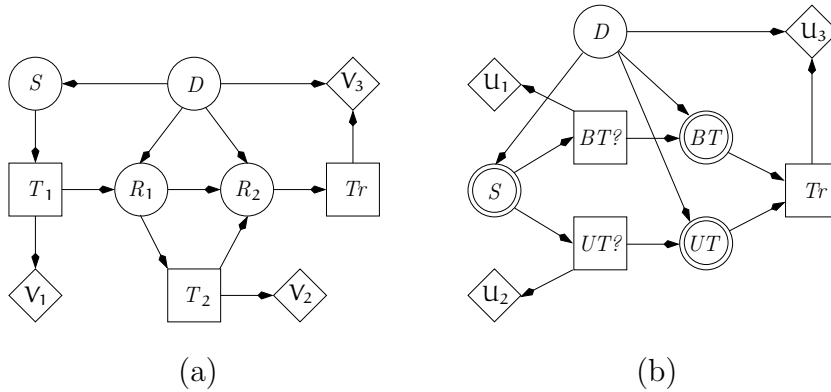 S D V₃
T₁ R₁ R₂ Tr
V₁ T₂ V₂
(a)
D U₃
U₁
BT? BT
S Tr
UT? UT
U₂
(b)